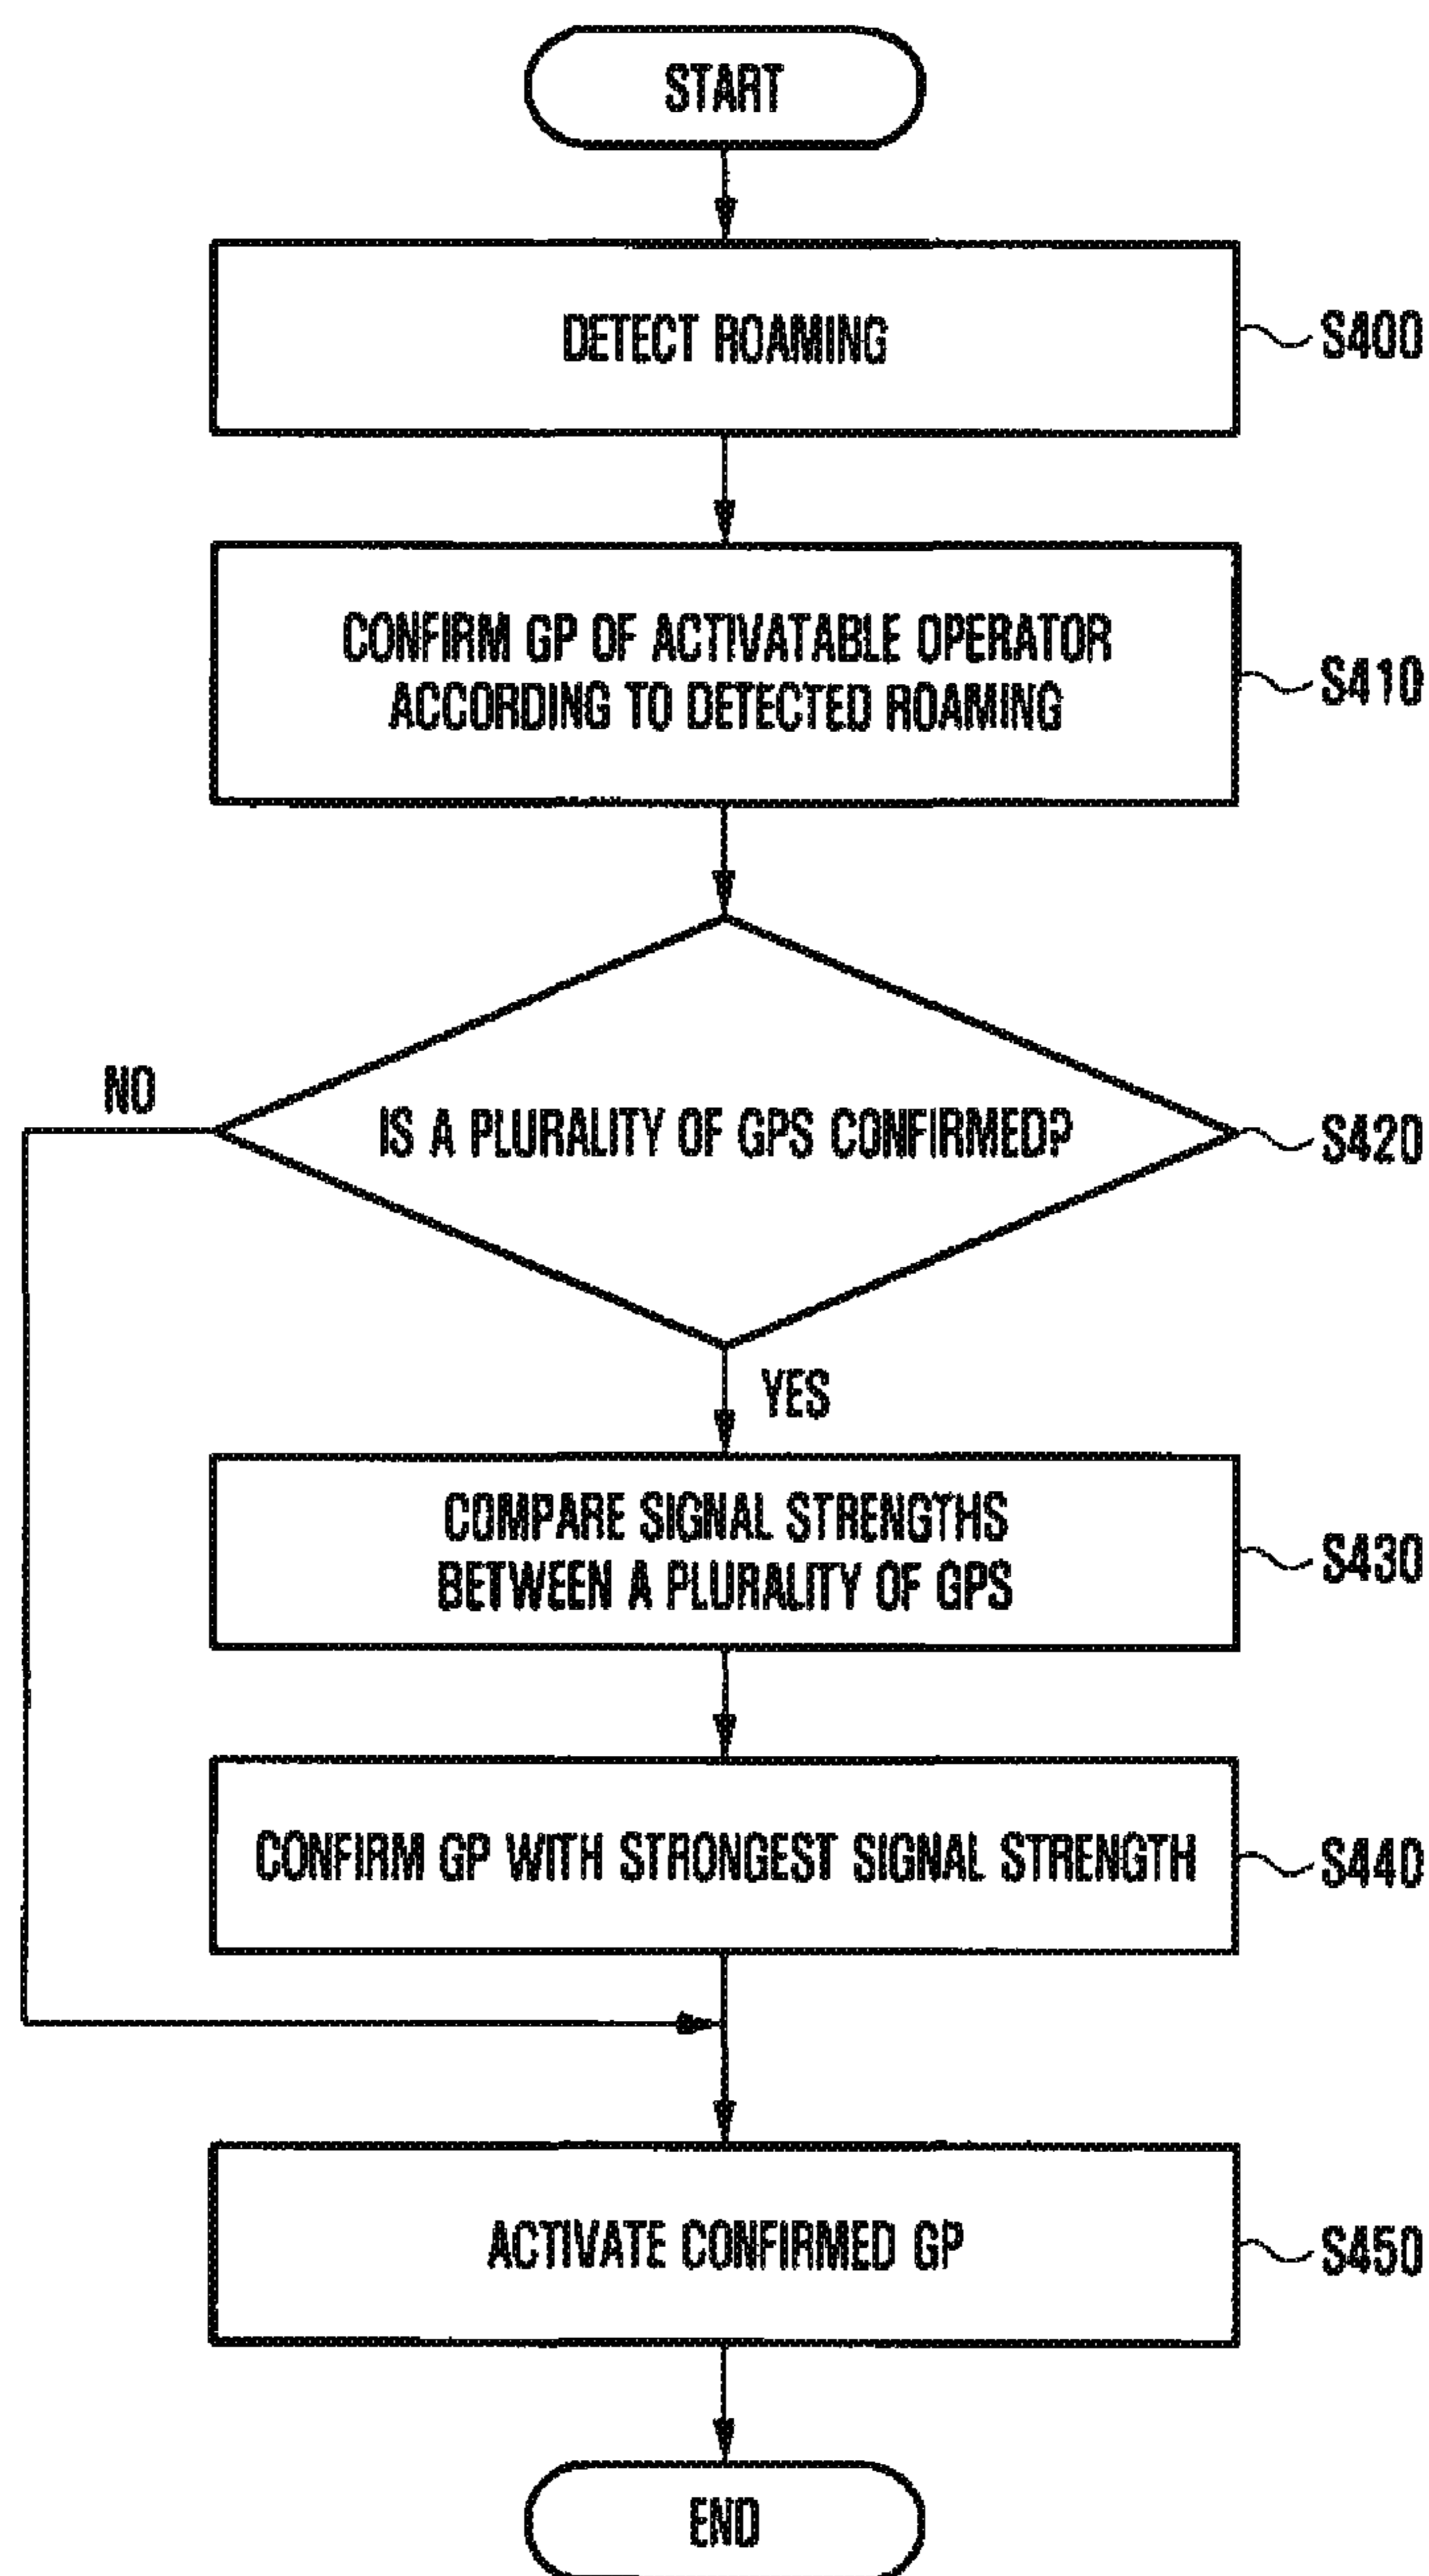 START
DETECT ROAMING
S400
CONFIRM GP OF ACTIVATABLE OPERATOR
ACCORDING TO DETECTED ROAMING
S410
NO
IS A PLURALITY OF GPS CONFIRMED?
S420
YES
COMPARE SIGNAL STRENGTHS
BETWEEN A PLURALITY OF GPS
S430
CONFIRM GP WITH STRONGEST SIGNAL STRENGTH
S440
ACTIVATE CONFIRMED GP
S450
END